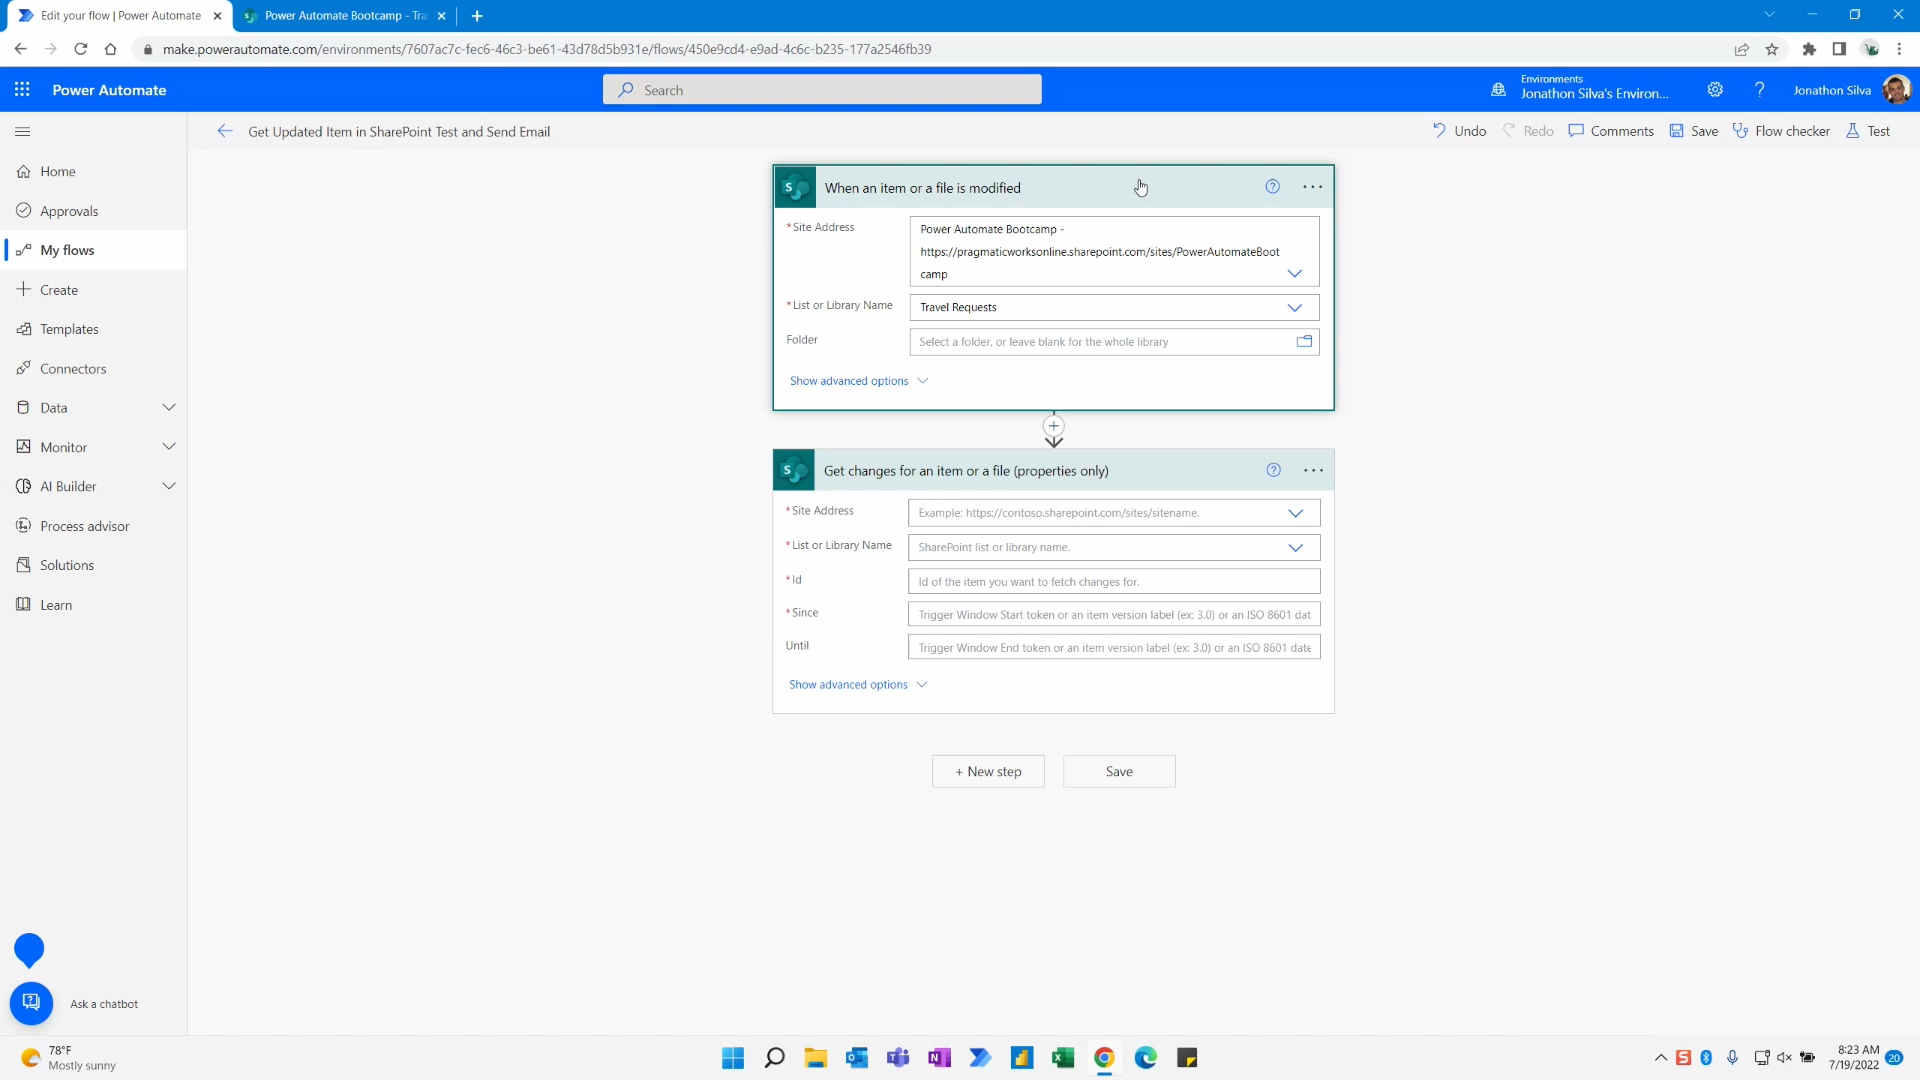 Edit your flow | Power Automate
Power Automate Bootcamp - Tra
make.powerautomate.com/environments/7607ac7c-fec6-46c3-be61-43d78d5b931e/flows/450e9cd4-e9ad-4c6c-b235-177a2546fb39
Power Automate
Search
Environments
Jonathon Silva's Environ...
Jonathon Silva
Get Updated Item in SharePoint Test and Send Email
Undo
Redo
Comments
Save
Flow checker
Test
Home
Approvals
My flows
Create
Templates
Connectors
Data
Monitor
AI Builder
Process advisor
Solutions
Learn
Ask a chatbot
When an item or a file is modified
*Site Address
Power Automate Bootcamp -
https://pragmaticworksonline.sharepoint.com/sites/PowerAutomateBoot
camp
*List or Library Name
Travel Requests
Folder
Select a folder, or leave blank for the whole library
Show advanced options
Get changes for an item or a file (properties only)
*Site Address
Example: https://contoso.sharepoint.com/sites/sitename.
*List or Library Name
SharePoint list or library name.
*Id
Id of the item you want to fetch changes for.
*Since
Trigger Window Start token or an item version label (ex: 3.0) or an ISO 8601 dat
Until
Trigger Window End token or an item version label (ex: 3.0) or an ISO 8601 date
Show advanced options
+ New step
Save
78°F
Mostly sunny
8:23 AM
7/19/2022
20